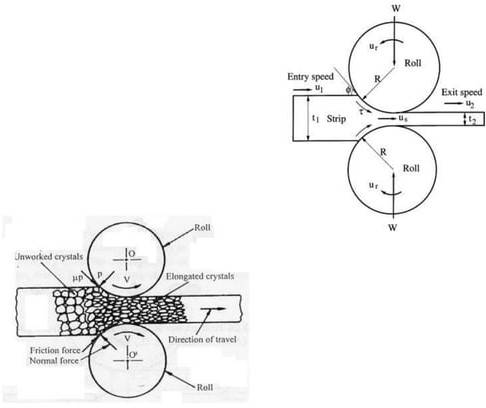 W
u_r
Roll
Entry speed
u_1
R
φ
Exit speed
u_2
t_1
Strip
τ
u_s
t_2
R
Roll
u_r
W
Roll
O
Unworked crystals
μp
p
V
Elongated crystals
Direction of travel
V
Friction force
Normal force
O'
Roll